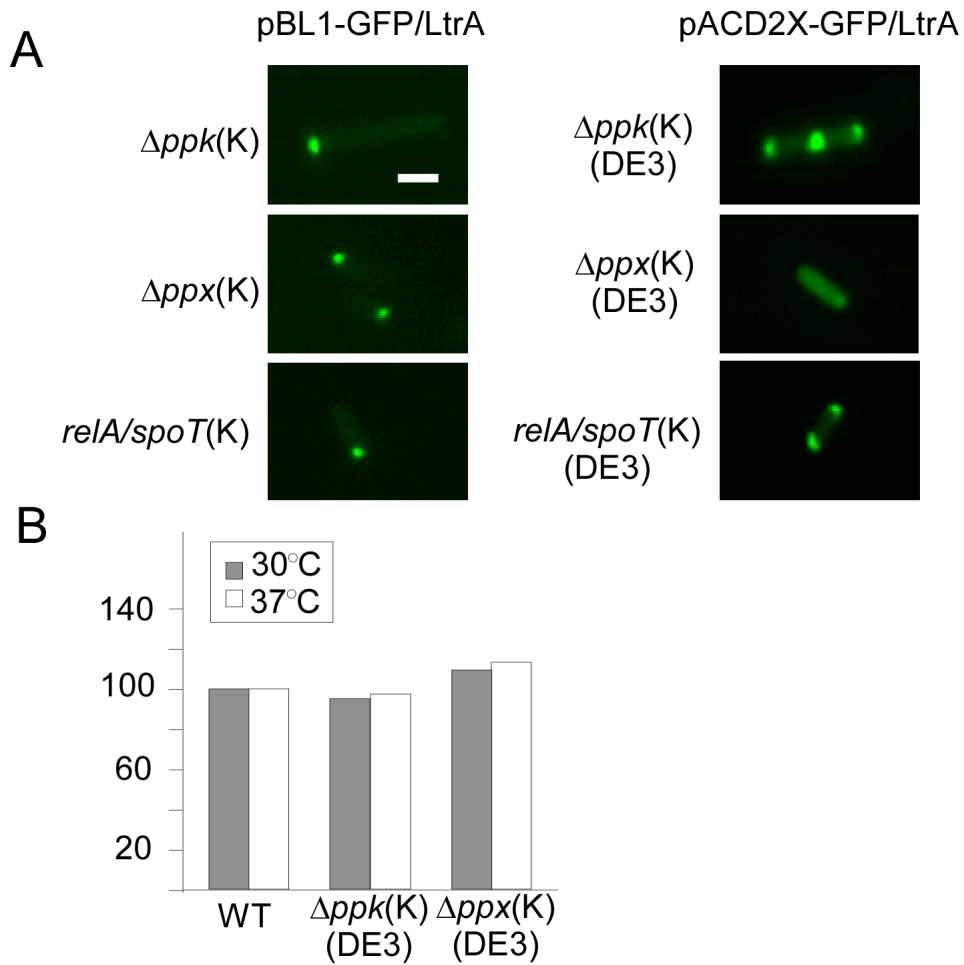 A
pBL1-GFP/LtrA
pACD2X-GFP/LtrA
Δppk(K)
Δppk(K)
(DE3)
Δppx(K)
Δppx(K)
(DE3)
relA/spoT(K)
relA/spoT(K)
(DE3)
B
30°C
37°C
140
100
60
20
WT
Δppk(K)
(DE3)
Δppx(K)
(DE3)